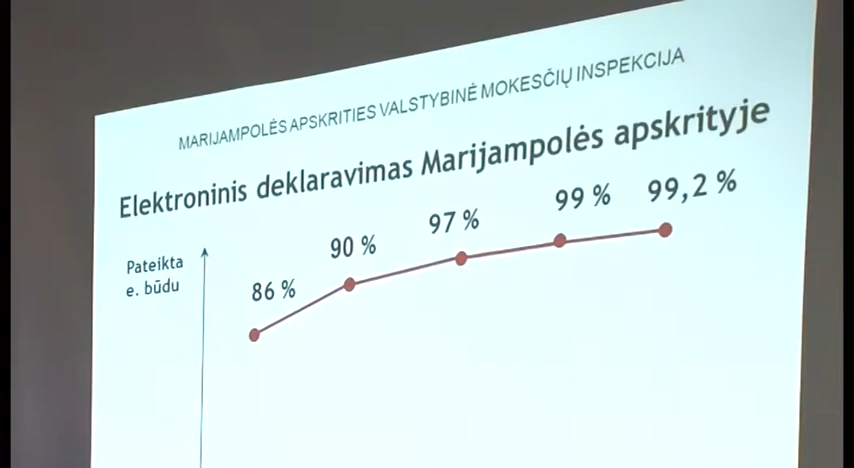 MARIJAMPOLĖS APSKRITIES VALSTYBINĖ MOKESČIŲ INSPEKCIJA
Elektroninis deklaravimas Marijampolės apskrityje
Pateikta
e. būdu
86 %
90 %
97 %
99 %
99,2 %